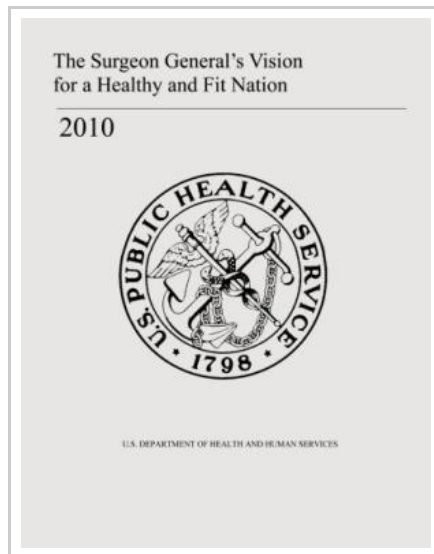 The Surgeon General's Vision
for a Healthy and Fit Nation
2010
U.S. PUBLIC HEALTH SERVICE
* 1798 *
U.S. DEPARTMENT OF HEALTH AND HUMAN SERVICES